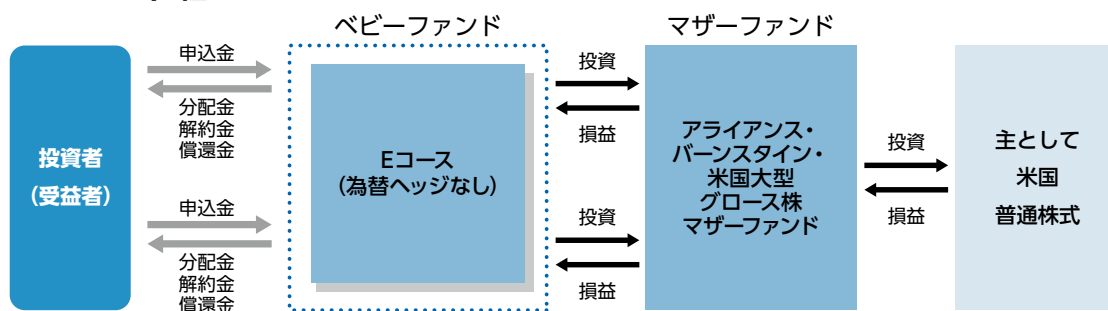 ベビーファンド
マザーファンド
投資者
(受益者)
申込金
分配金
解約金
償還金
申込金
分配金
解約金
償還金
Eコース
(為替ヘッジなし)
投資
損益
投資
損益
アライアンス・
バーンスタイン・
米国大型
グロース株
マザーファンド
投資
損益
主として
米国
普通株式